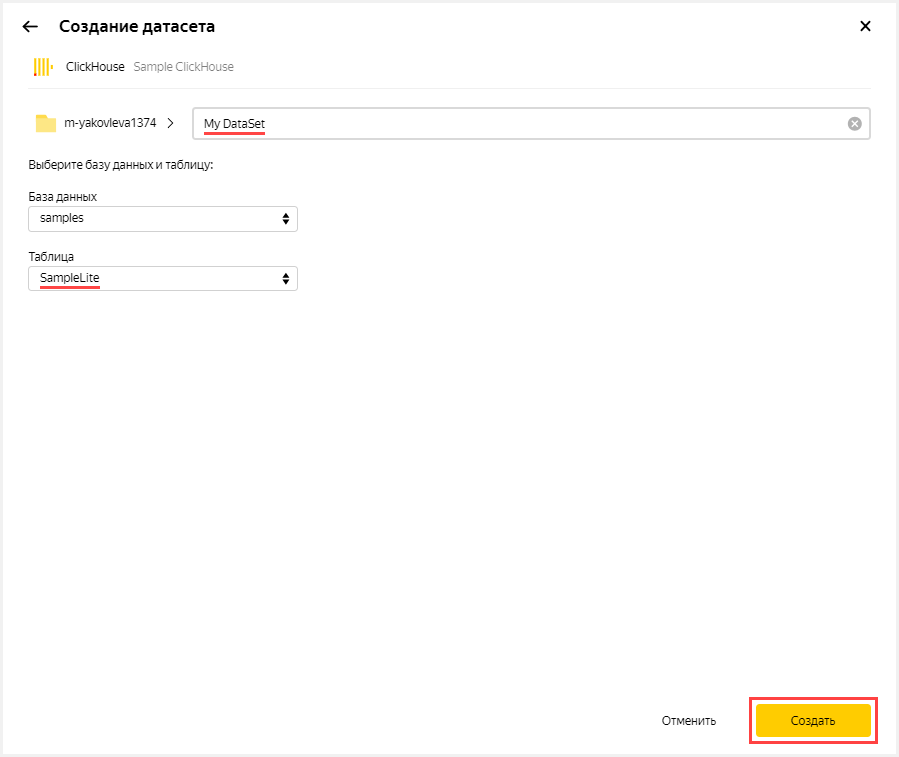 Создание датасета
ClickHouse Sample ClickHouse
m-yakovleva1374 My DataSet
Выберите базу данных и таблицу:
База данных
samples
Таблица
SampleLite
Отменить Создать